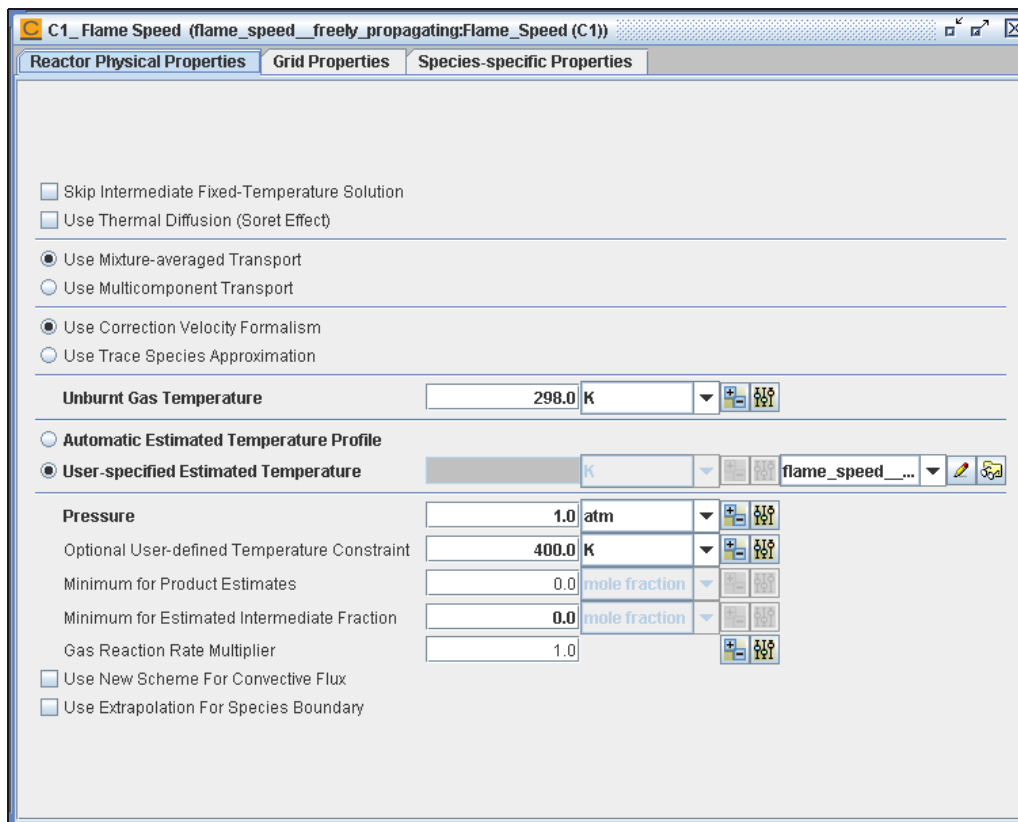 C1_ Flame Speed (flame_speed__freely_propagating:Flame_Speed (C1))
Reactor Physical Properties Grid Properties Species-specific Properties
Skip Intermediate Fixed-Temperature Solution
Use Thermal Diffusion (Soret Effect)
Use Mixture-averaged Transport
Use Multicomponent Transport
Use Correction Velocity Formalism
Use Trace Species Approximation
Unburnt Gas Temperature 298.0 K
Automatic Estimated Temperature Profile
User-specified Estimated Temperature K flame_speed__...
Pressure 1.0 atm
Optional User-defined Temperature Constraint 400.0 K
Minimum for Product Estimates 0.0 mole fraction
Minimum for Estimated Intermediate Fraction 0.0 mole fraction
Gas Reaction Rate Multiplier 1.0
Use New Scheme For Convective Flux
Use Extrapolation For Species Boundary